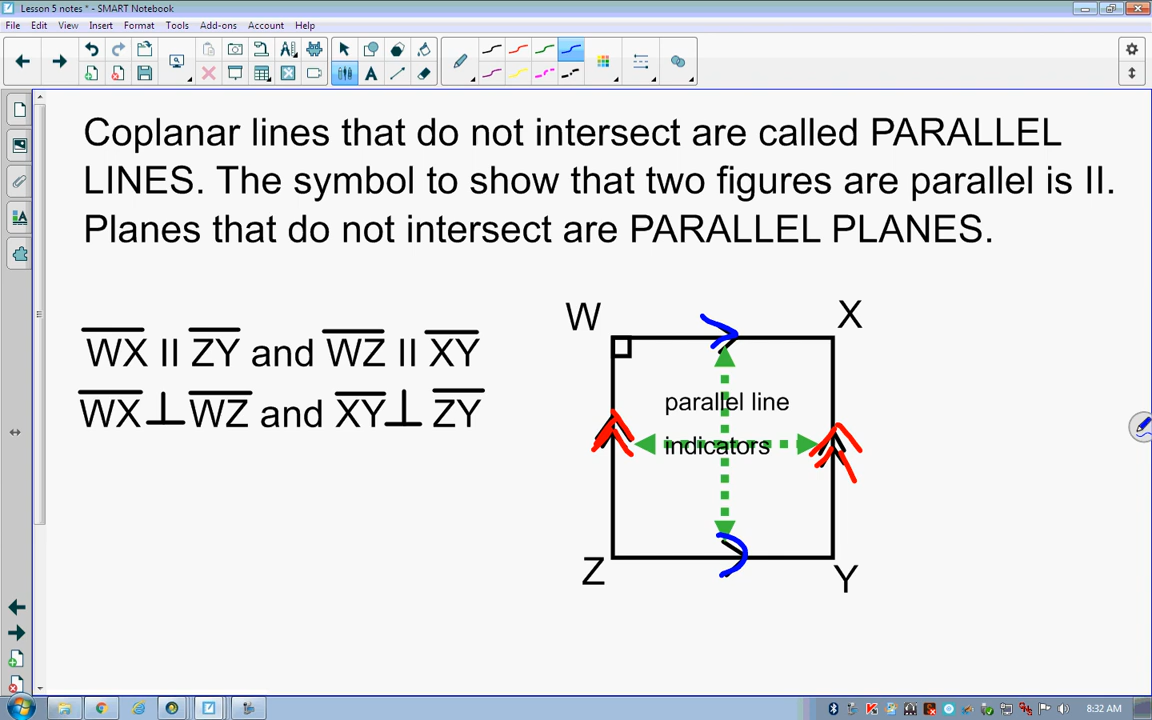 Lesson 5 notes * - SMART Notebook
File Edit View Insert Format Tools Add-ons Account Help
Coplanar lines that do not intersect are called PARALLEL
LINES. The symbol to show that two figures are parallel is II.
Planes that do not intersect are PARALLEL PLANES.
W X
WX II ZY and WZ II XY
WX⊥WZ and XY⊥ ZY
parallel line
indicators
Z Y
8:32 AM